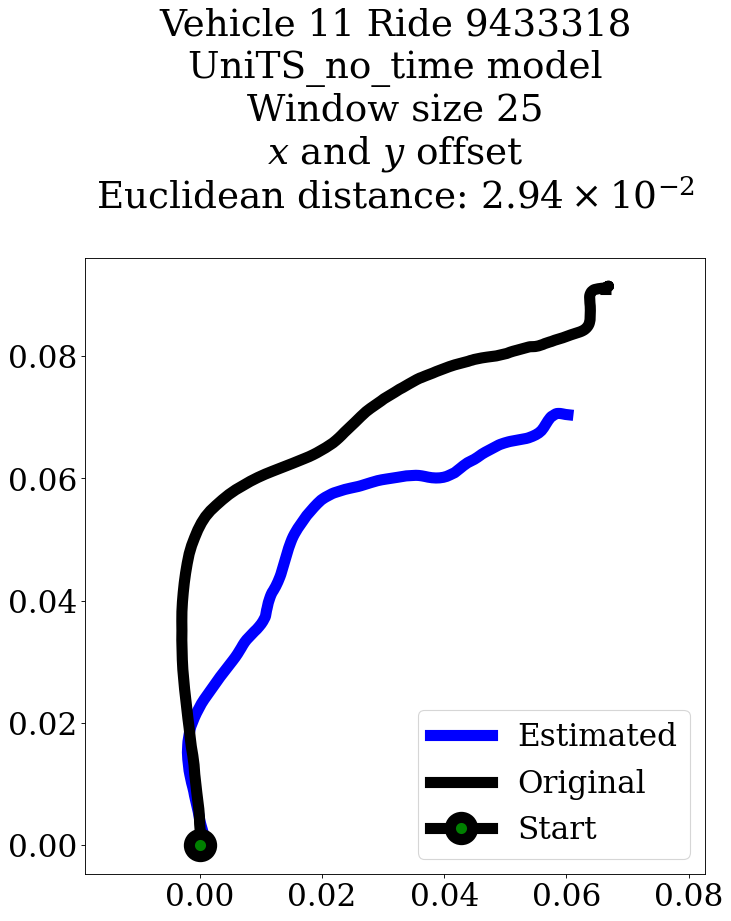 Vehicle 11 Ride 9433318
UniTS_no_time model
Window size 25
x and y offset
Euclidean distance: 2.94 × 10⁻²
0.08
0.06
0.04
0.02
0.00
Estimated
Original
Start
0.00 0.02 0.04 0.06 0.08